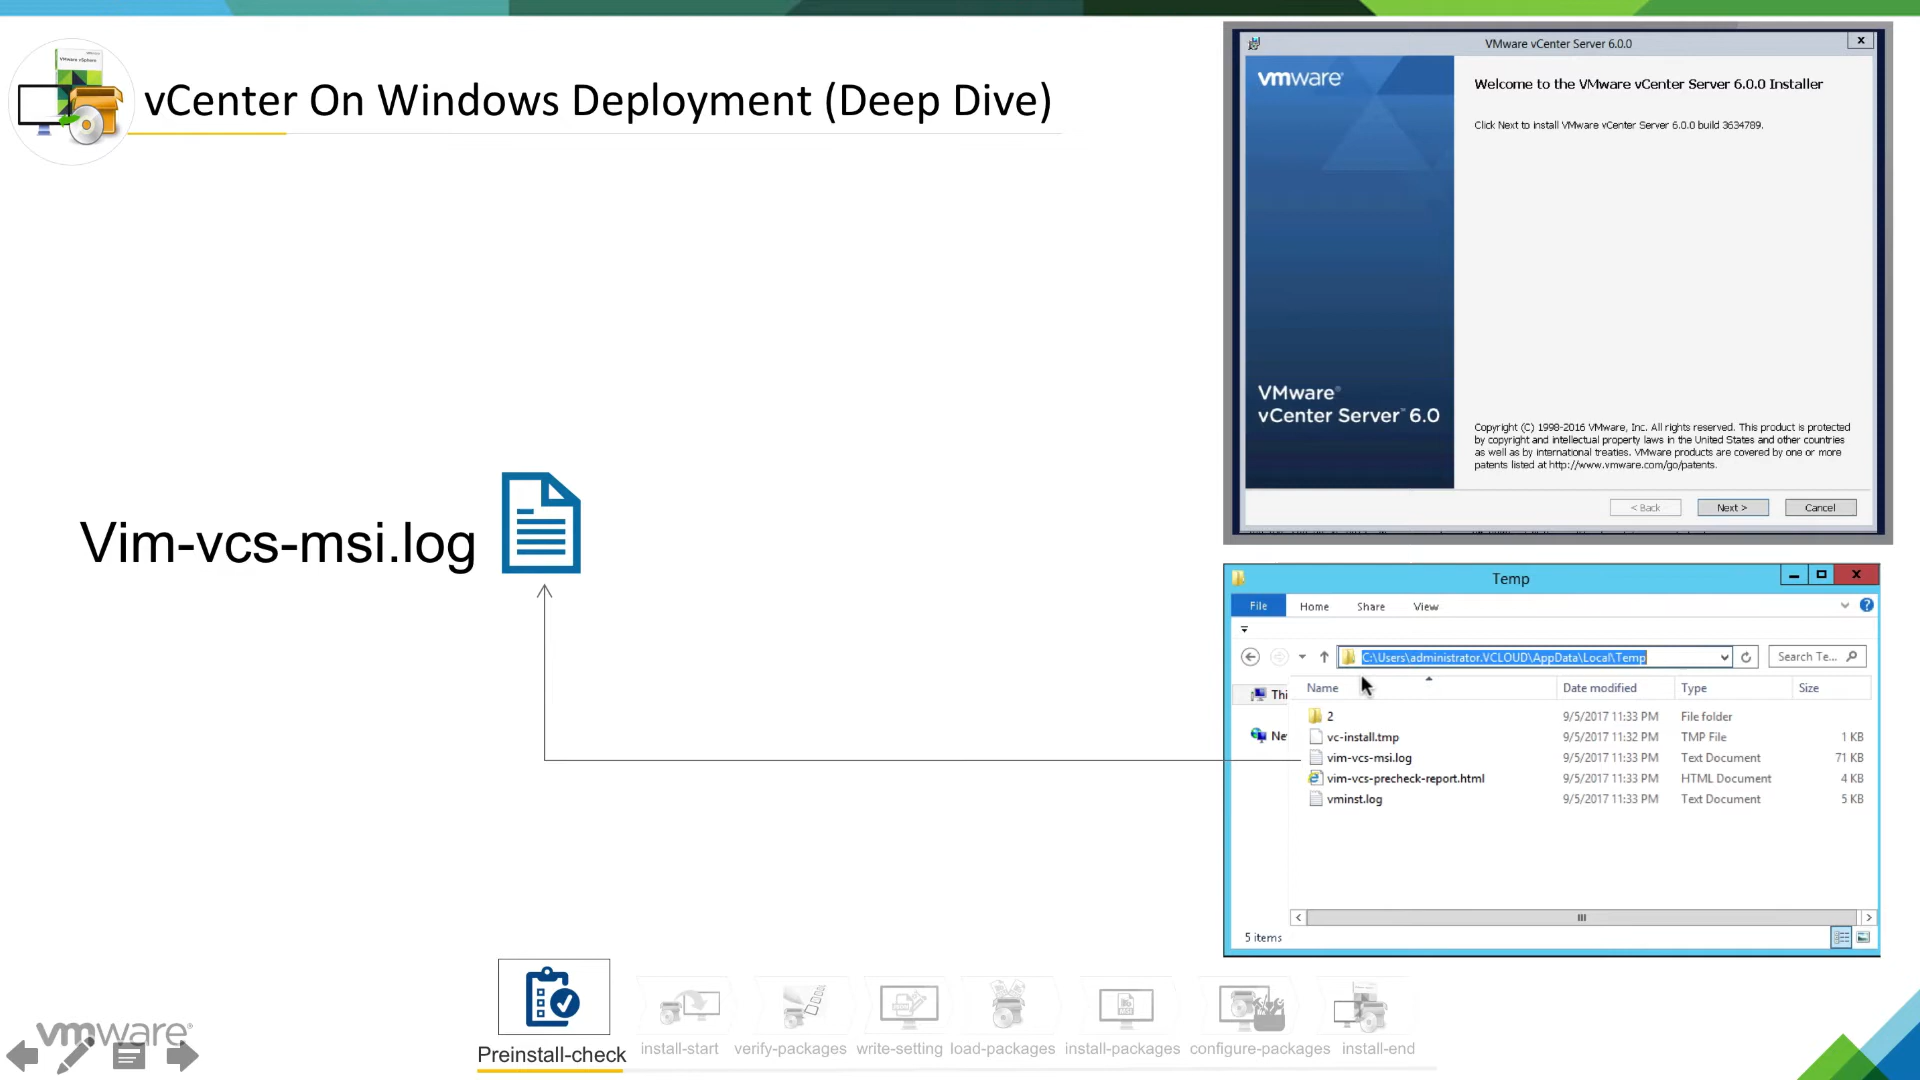 VMware vSphere
vCenter On Windows Deployment (Deep Dive)
VMware vCenter Server 6.0.0
x
vmware®
Welcome to the VMware vCenter Server 6.0.0 Installer
Click Next to install VMware vCenter Server 6.0.0 build 3634789.
VMware®
vCenter Server™ 6.0
Copyright (C) 1998-2016 VMware, Inc. All rights reserved. This product is protected
by copyright and intellectual property laws in the United States and other countries
as well as by international treaties. VMware products are covered by one or more
patents listed at http://www.vmware.com/go/patents.
< Back
Next >
Cancel
Vim-vcs-msi.log
Temp
File Home Share View
C:\Users\administrator.VCLOUD\AppData\Local\Temp
Search Te...
Thi
Ne
Name Date modified Type Size
2 9/5/2017 11:33 PM File folder
vc-install.tmp 9/5/2017 11:32 PM TMP File 1 KB
vim-vcs-msi.log 9/5/2017 11:33 PM Text Document 71 KB
vim-vcs-precheck-report.html 9/5/2017 11:33 PM HTML Document 4 KB
vminst.log 9/5/2017 11:33 PM Text Document 5 KB
5 items
vmware®
Preinstall-check
install-start
verify-packages
write-setting
load-packages
install-packages
configure-packages
install-end